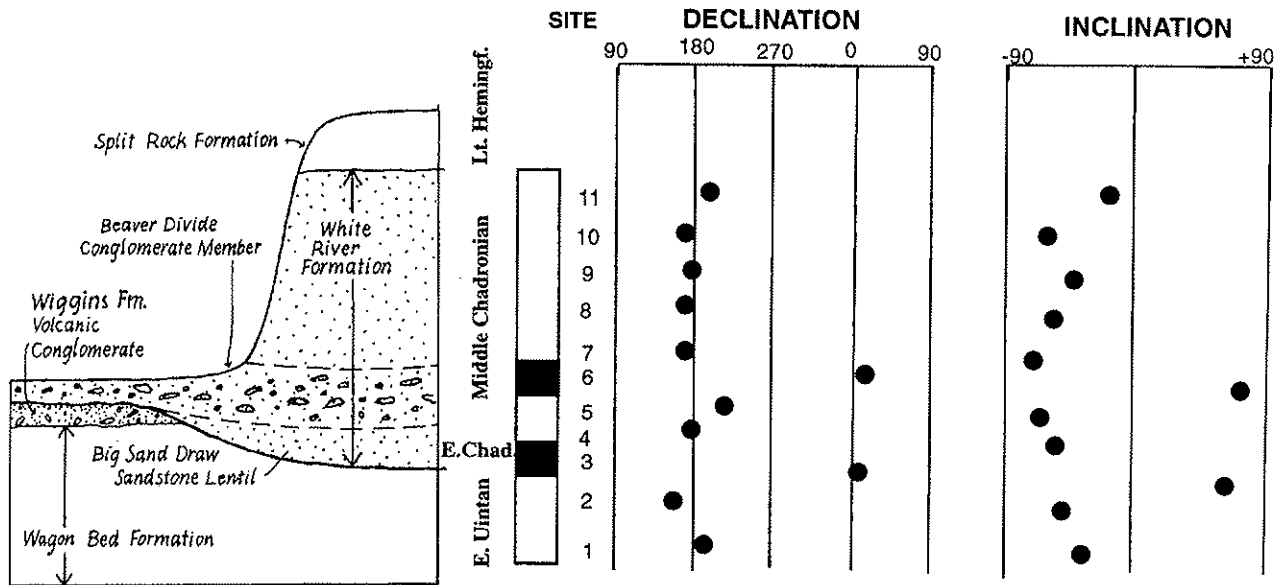 SITE
DECLINATION
90 180 270 0 90
INCLINATION
-90 +90
Split Rock Formation
Beaver Divide
Conglomerate Member
White
River
Formation
Wiggins Fm.
Volcanic
Conglomerate
Big Sand Draw
Sandstone Lentil
Wagon Bed Formation
Lt. Hemingf.
Middle Chadronian
E.Chad.
E. Uintan
11
10
9
8
7
6
5
4
3
2
1